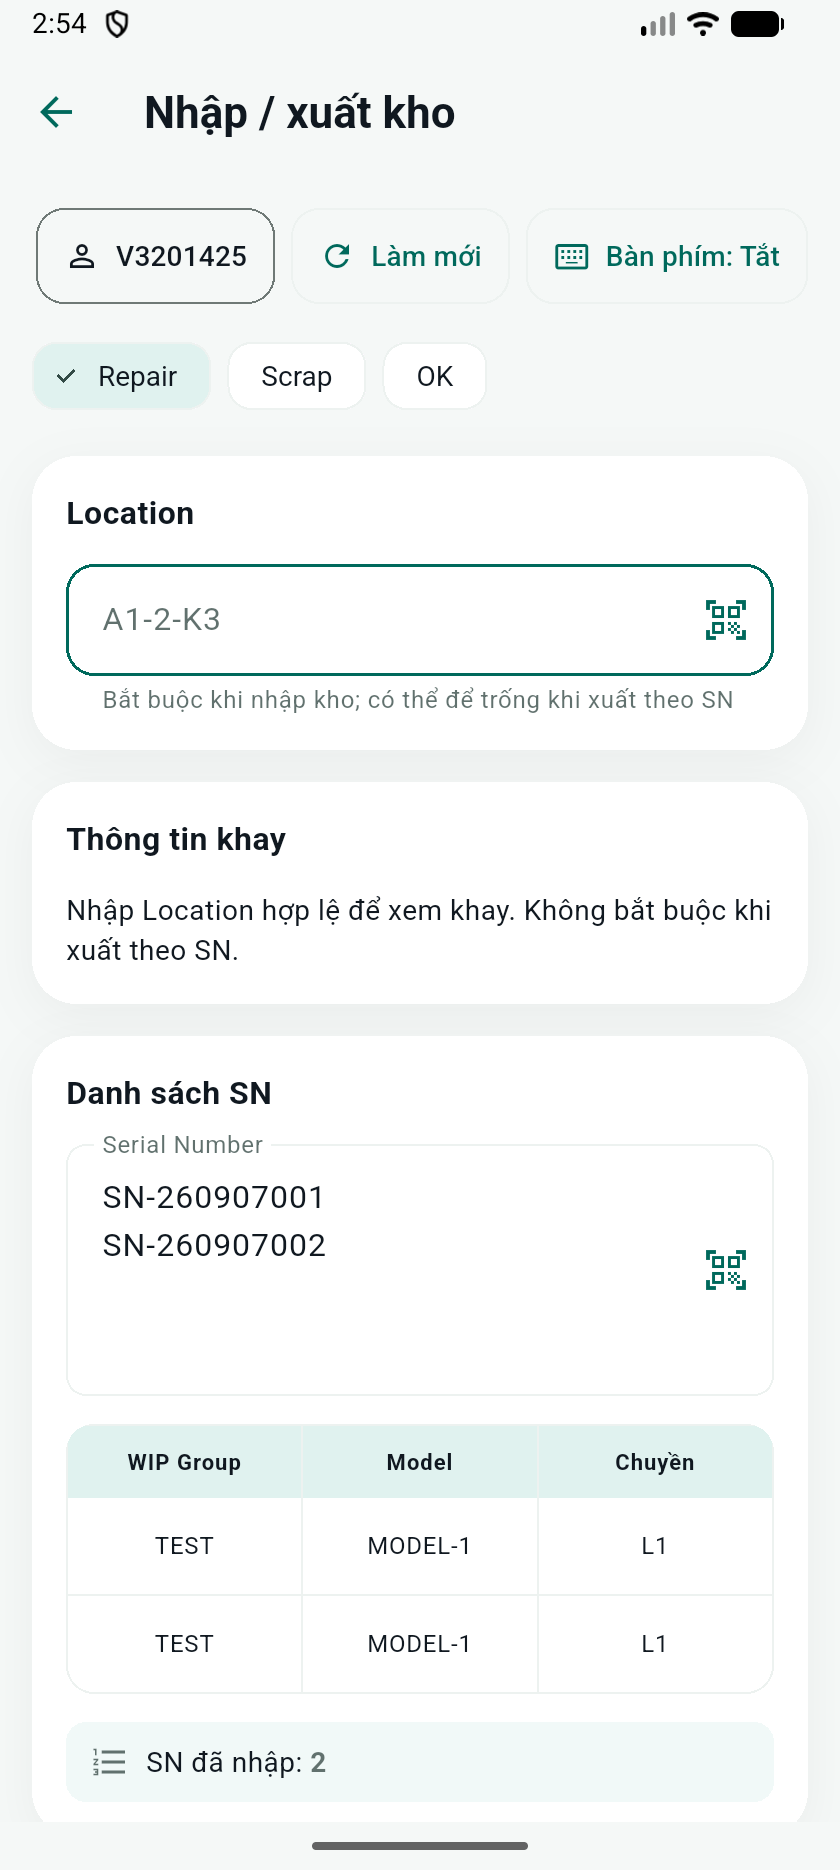 2:54
Nhập / xuất kho
V3201425
Làm mới
Bàn phím: Tắt
Repair
Scrap
OK
Location
A1-2-K3
Bắt buộc khi nhập kho; có thể để trống khi xuất theo SN
Thông tin khay
Nhập Location hợp lệ để xem khay. Không bắt buộc khi
xuất theo SN.
Danh sách SN
Serial Number
SN-260907001
SN-260907002
WIP Group Model Chuyền
TEST MODEL-1 L1
TEST MODEL-1 L1
SN đã nhập: 2